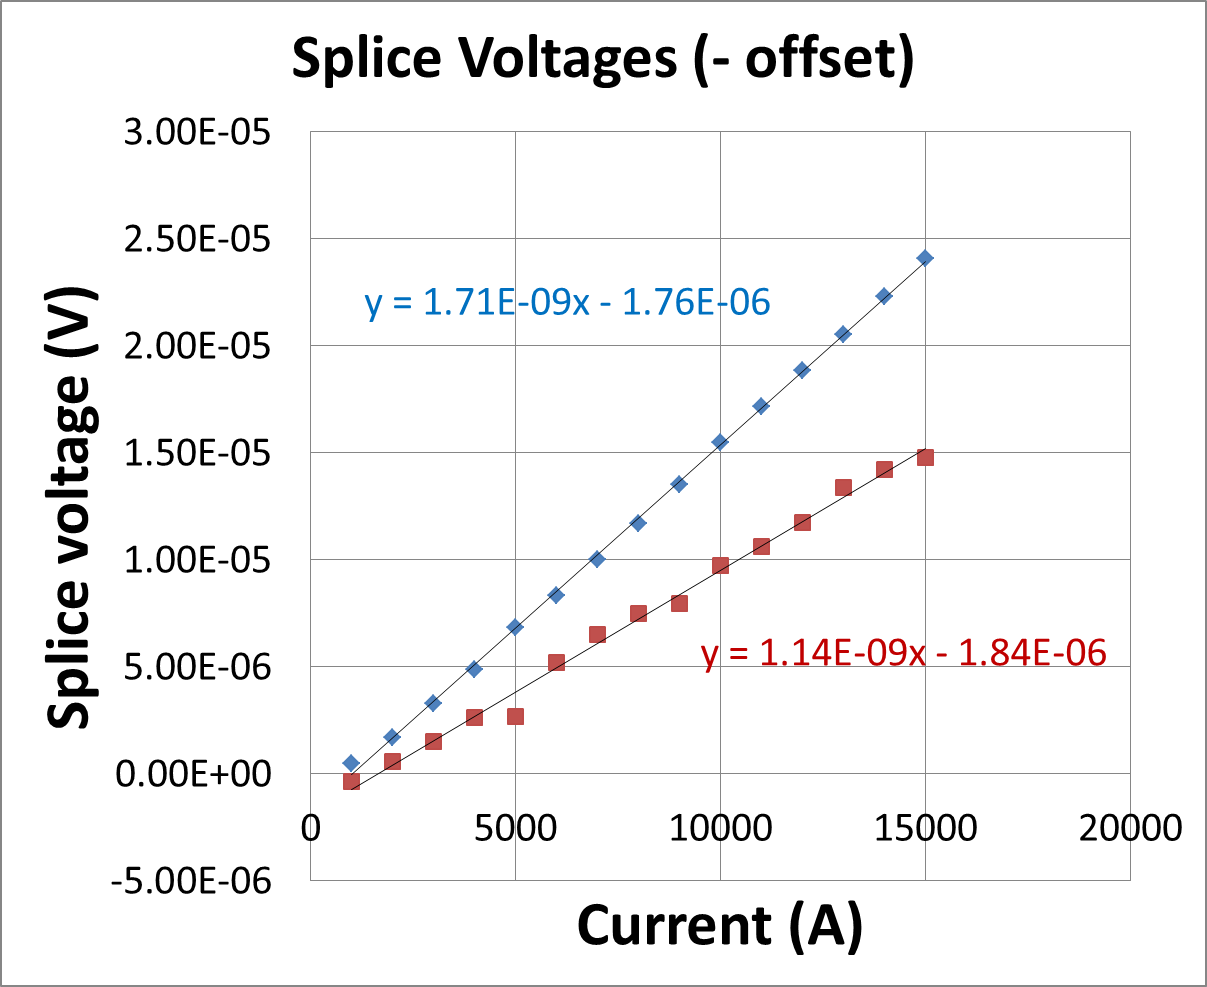 Splice Voltages (- offset)
3.00E-05
2.50E-05
y = 1.71E-09x - 1.76E-06
2.00E-05
1.50E-05
1.00E-05
y = 1.14E-09x - 1.84E-06
5.00E-06
0.00E+00
0 5000 10000 15000 20000
-5.00E-06
Splice voltage (V)
Current (A)